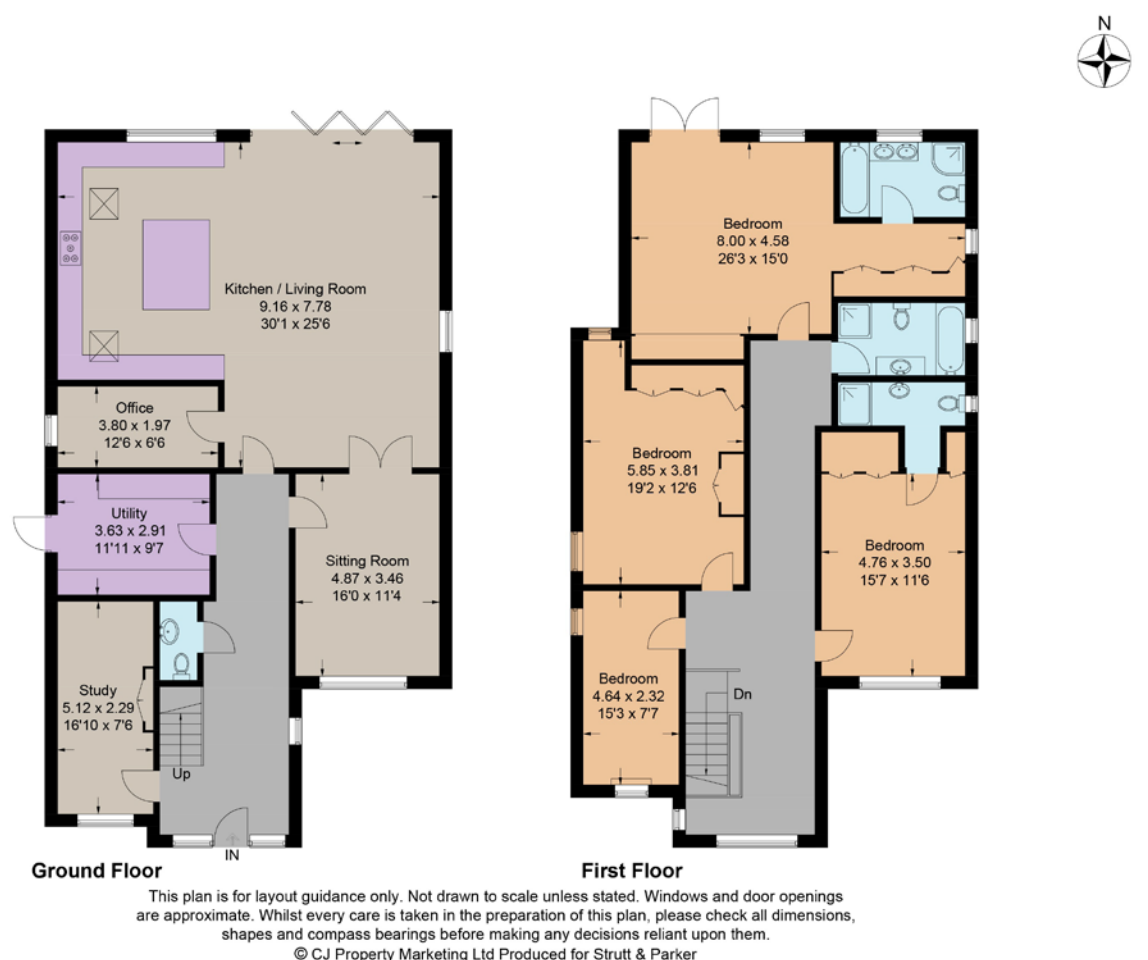 N
Kitchen / Living Room
9.16 x 7.78
30'1 x 25'6
Office
3.80 x 1.97
12'6 x 6'6
Utility
3.63 x 2.91
11'11 x 9'7
Sitting Room
4.87 x 3.46
16'0 x 11'4
Study
5.12 x 2.29
16'10 x 7'6
Up
IN
Ground Floor
Bedroom
8.00 x 4.58
26'3 x 15'0
Bedroom
5.85 x 3.81
19'2 x 12'6
Bedroom
4.76 x 3.50
15'7 x 11'6
Bedroom
4.64 x 2.32
15'3 x 7'7
Dn
First Floor
This plan is for layout guidance only. Not drawn to scale unless stated. Windows and door openings
are approximate. Whilst every care is taken in the preparation of this plan, please check all dimensions,
shapes and compass bearings before making any decisions reliant upon them.
© CJ Property Marketing Ltd Produced for Strutt & Parker